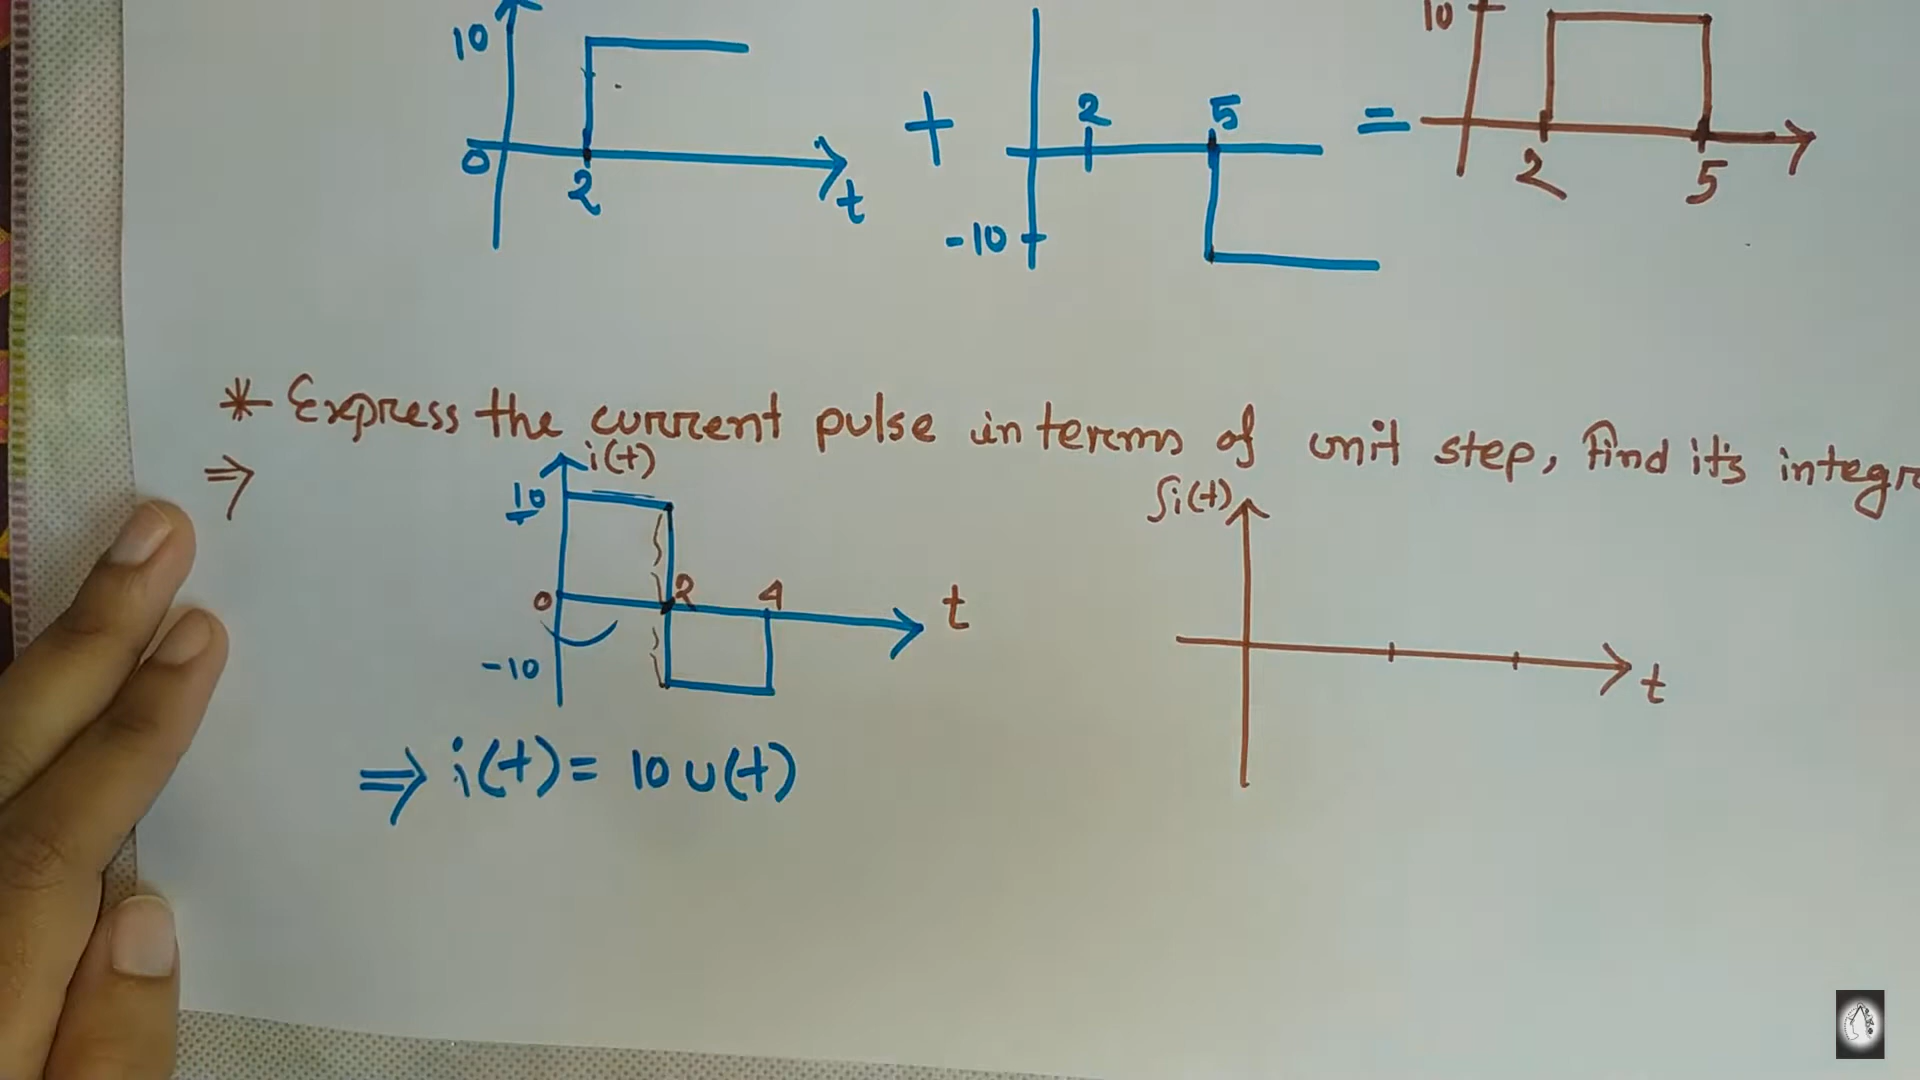 10
10
2
5
+
=
0
2
t
2
5
-10
* Express the current pulse in terms of unit step, find it's integr
⇒
i(t)
10
∫i(t)
0
2
4
t
-10
t
⇒ i(t) = 10 u(t)